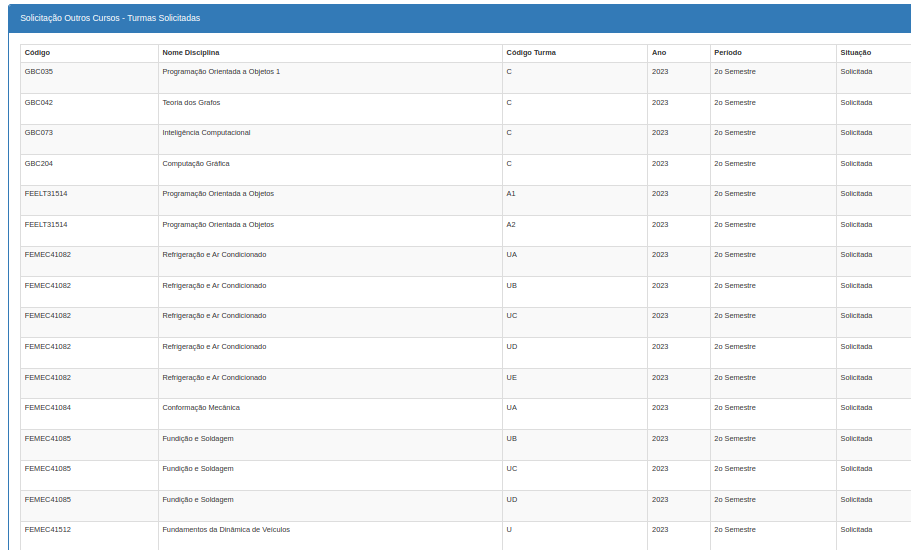 Solicitação Outros Cursos - Turmas Solicitadas
Código Nome Disciplina Código Turma Ano Período Situação
GBC035 Programação Orientada a Objetos 1 C 2023 2o Semestre Solicitada
GBC042 Teoria dos Grafos C 2023 2o Semestre Solicitada
GBC073 Inteligência Computacional C 2023 2o Semestre Solicitada
GBC204 Computação Gráfica C 2023 2o Semestre Solicitada
FEELT31514 Programação Orientada a Objetos A1 2023 2o Semestre Solicitada
FEELT31514 Programação Orientada a Objetos A2 2023 2o Semestre Solicitada
FEMEC41082 Refrigeração e Ar Condicionado UA 2023 2o Semestre Solicitada
FEMEC41082 Refrigeração e Ar Condicionado UB 2023 2o Semestre Solicitada
FEMEC41082 Refrigeração e Ar Condicionado UC 2023 2o Semestre Solicitada
FEMEC41082 Refrigeração e Ar Condicionado UD 2023 2o Semestre Solicitada
FEMEC41082 Refrigeração e Ar Condicionado UE 2023 2o Semestre Solicitada
FEMEC41084 Conformação Mecânica UA 2023 2o Semestre Solicitada
FEMEC41085 Fundição e Soldagem UB 2023 2o Semestre Solicitada
FEMEC41085 Fundição e Soldagem UC 2023 2o Semestre Solicitada
FEMEC41085 Fundição e Soldagem UD 2023 2o Semestre Solicitada
FEMEC41512 Fundamentos da Dinâmica de Veículos U 2023 2o Semestre Solicitada